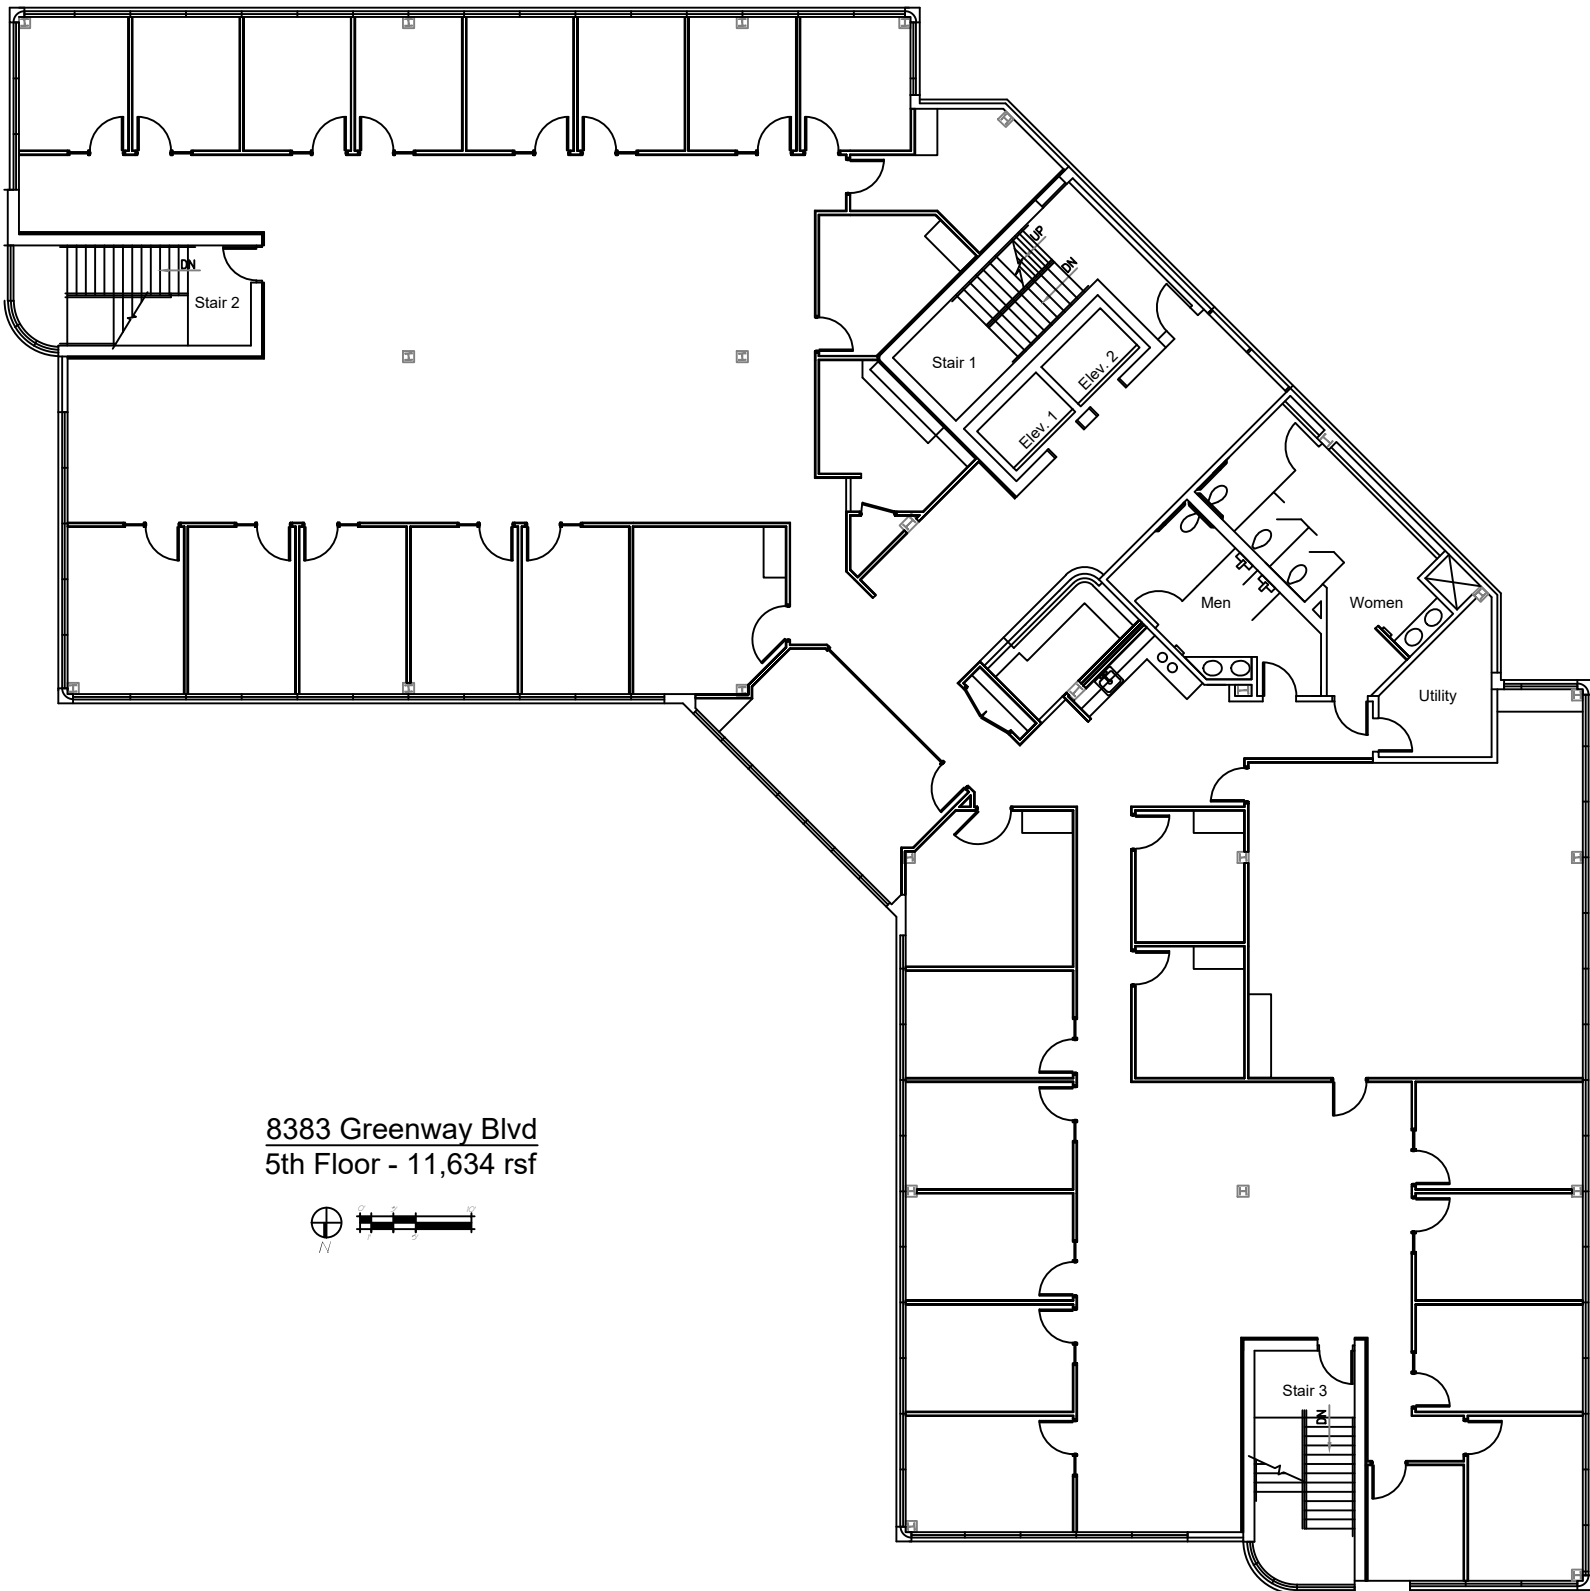 UP
DN
DN
Stair 2
Stair 1
Elev. 2
Elev. 1
Men
Women
Utility
8383 Greenway Blvd
5th Floor - 11,634 rsf
N
Stair 3
DN